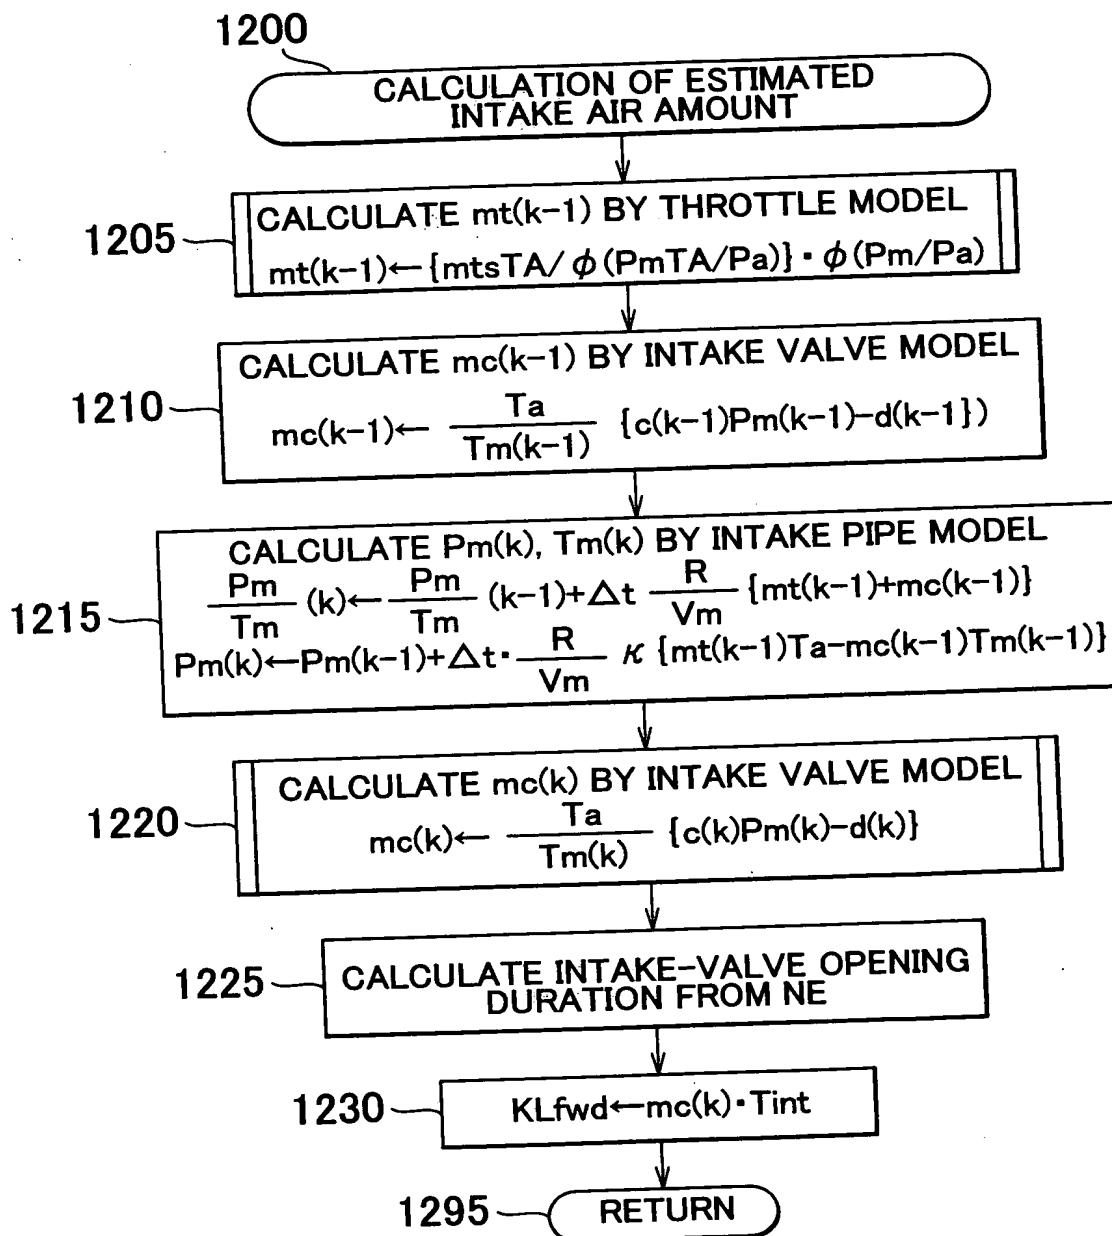 1200
CALCULATION OF ESTIMATED
INTAKE AIR AMOUNT
1205
CALCULATE mt(k-1) BY THROTTLE MODEL
mt(k-1)←{mtsTA/ϕ(PmTA/Pa)}・ϕ(Pm/Pa)
1210
CALCULATE mc(k-1) BY INTAKE VALVE MODEL
mc(k-1)← Ta/Tm(k-1) {c(k-1)Pm(k-1)-d(k-1})
1215
CALCULATE Pm(k), Tm(k) BY INTAKE PIPE MODEL
Pm/Tm (k)← Pm/Tm (k-1)+△t R/Vm {mt(k-1)+mc(k-1)}
Pm(k)←Pm(k-1)+△t・R/Vm κ {mt(k-1)Ta-mc(k-1)Tm(k-1)}
1220
CALCULATE mc(k) BY INTAKE VALVE MODEL
mc(k)← Ta/Tm(k) {c(k)Pm(k)-d(k)}
1225
CALCULATE INTAKE-VALVE OPENING
DURATION FROM NE
1230
KLfwd←mc(k)・Tint
1295
RETURN